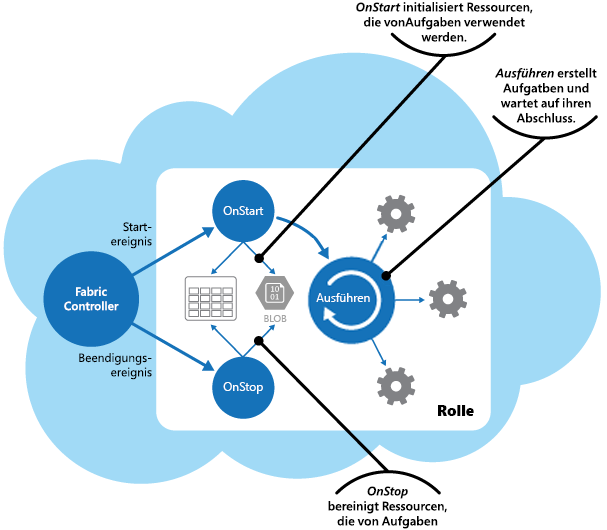 OnStart initialisiert Ressourcen,
die vonAufgaben verwendet
werden.
Ausführen erstellt
Aufgatben und
wartet auf ihren
Abschluss.
OnStart
Start-
ereignis
Fabric
Controller
10
01
BLOB
Ausführen
Beendigungs-
ereignis
OnStop
Rolle
OnStop
bereinigt Ressourcen,
die von Aufgaben